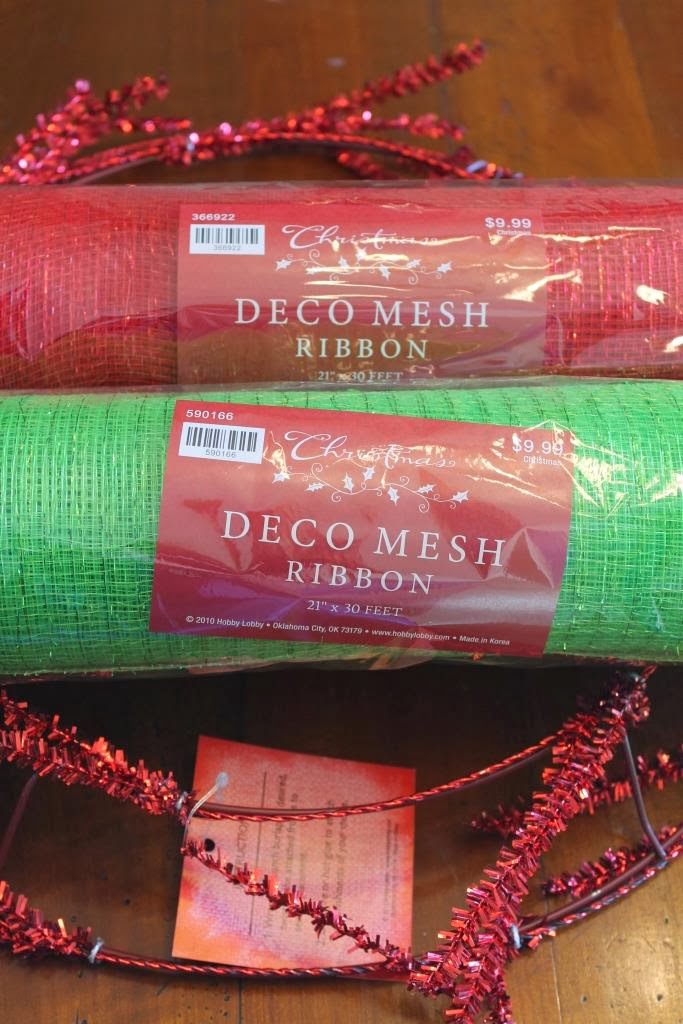 366922
$9.99
Christmas
366922
Christmas
DECO MESH
RIBBON
21" x 30 FEET
590166
$9.99
Christmas
590166
Christmas
DECO MESH
RIBBON
21" x 30 FEET
© 2010 Hobby Lobby • Oklahoma City, OK 73179 • www.hobbylobby.com • Made in Korea